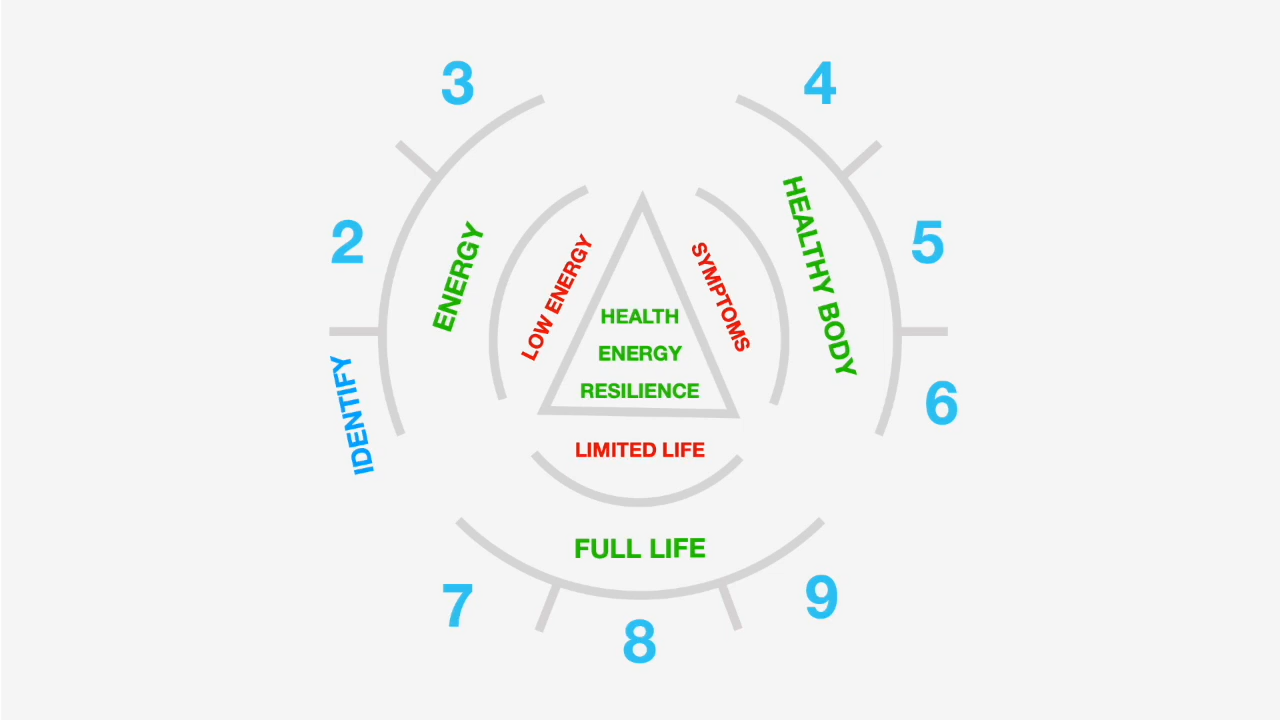 3
4
2
5
ENERGY
LOW ENERGY
SYMPTOMS
HEALTHY BODY
HEALTH
ENERGY
RESILIENCE
IDENTIFY
6
LIMITED LIFE
FULL LIFE
7
8
9